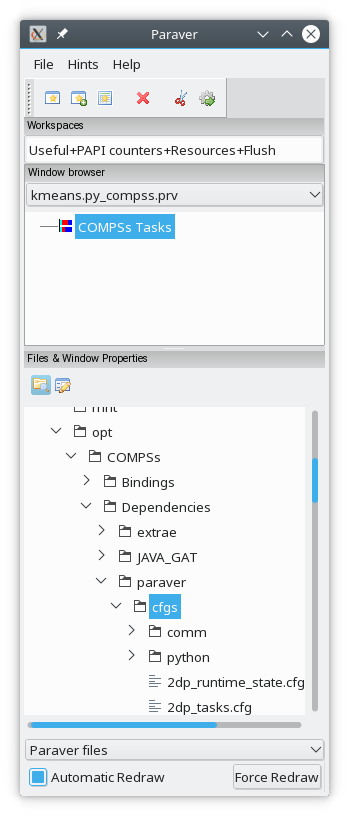 Paraver
File Hints Help
Workspaces
Useful+PAPI counters+Resources+Flush
Window browser
kmeans.py_compss.prv
COMPSs Tasks
Files & Window Properties
mnt
opt
COMPSs
Bindings
Dependencies
extrae
JAVA_GAT
paraver
cfgs
comm
python
2dp_runtime_state.cfg
2dp_tasks.cfg
Paraver files
Automatic Redraw Force Redraw